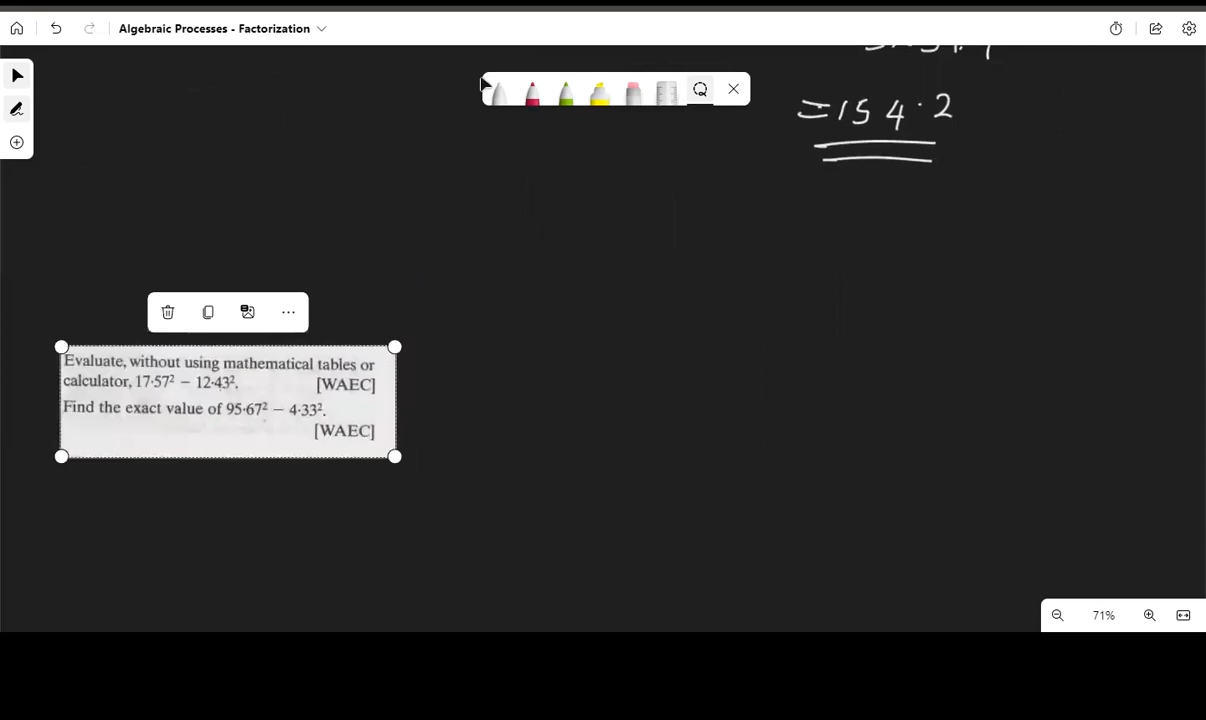 Algebraic Processes - Factorization
=154.2
Evaluate, without using mathematical tables or
calculator, 17·57² − 12·43². [WAEC]
Find the exact value of 95·67² − 4·33².
[WAEC]
71%